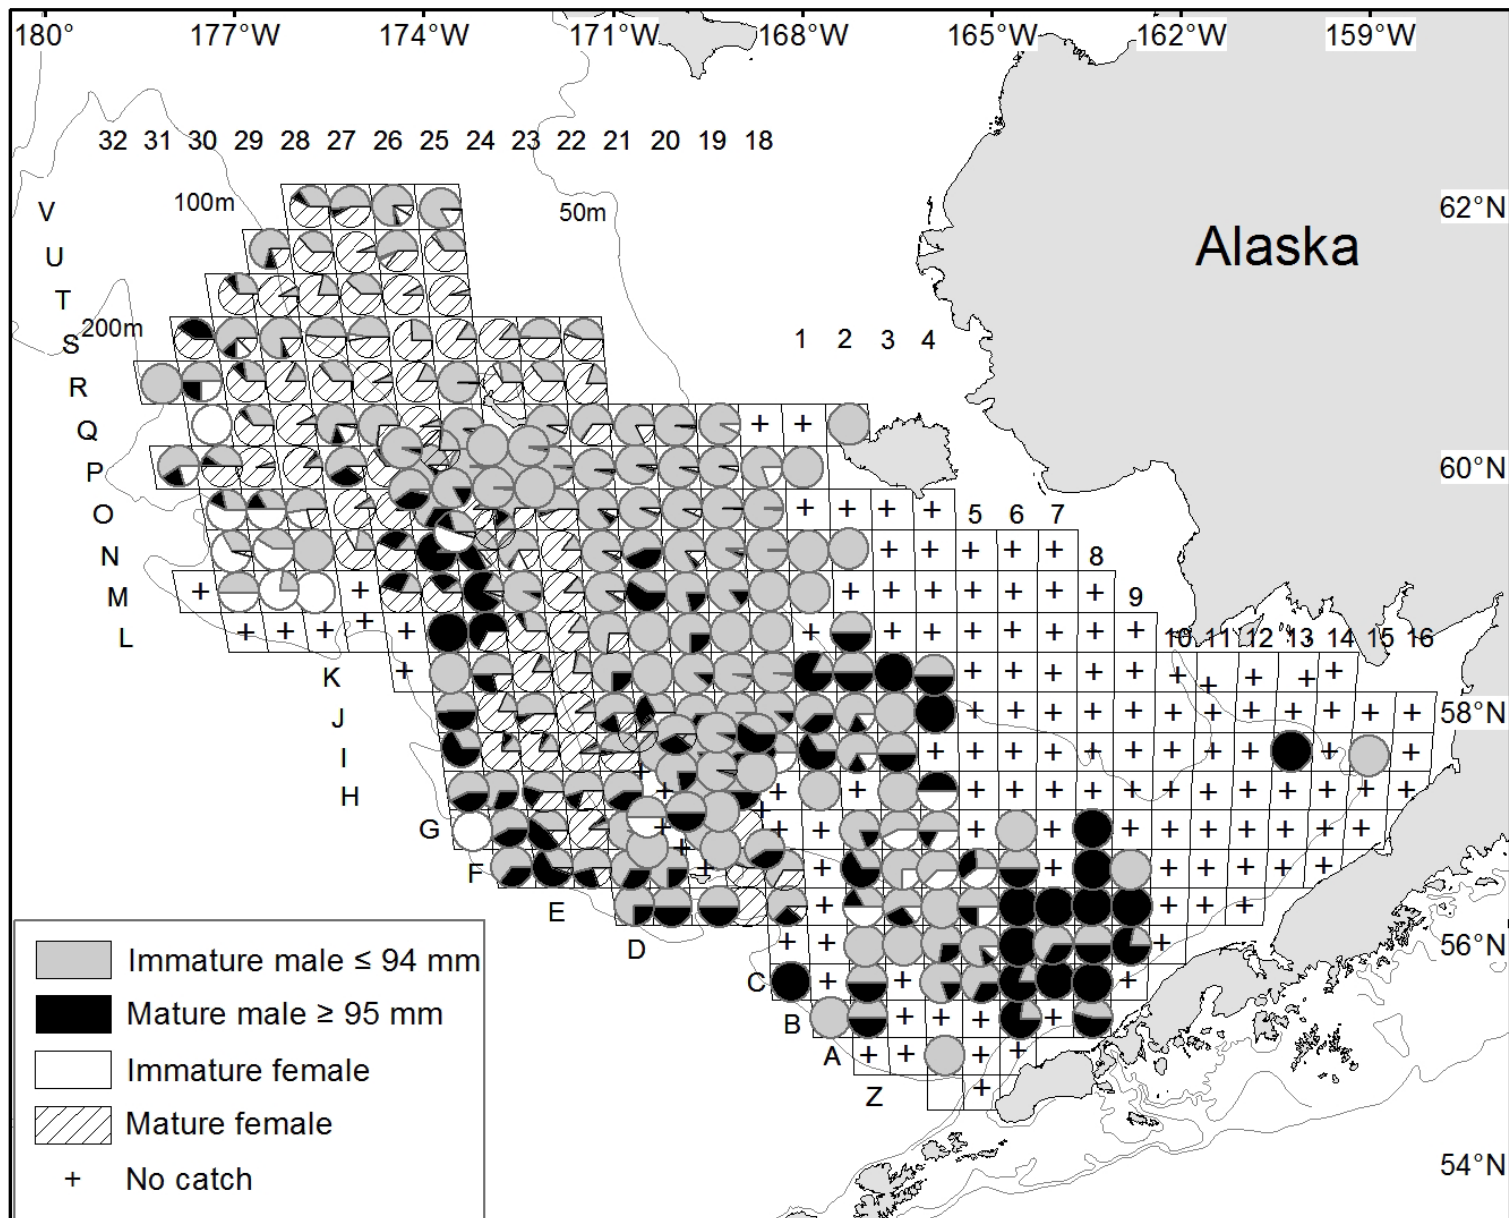 180° 177°W 174°W 171°W 168°W 165°W 162°W 159°W
32 31 30 29 28 27 26 25 24 23 22 21 20 19 18
V 100m 50m 62°N
Alaska
U
T
200m
S 1 2 3 4
R
Q
P 60°N
O 5 6 7
N 8
M 9
L 10 11 12 13 14 15 16
K
J 58°N
I
H
G
F
E
D 56°N
C
B
A
Z
Immature male ≤ 94 mm
Mature male ≥ 95 mm
Immature female
Mature female
+ No catch
54°N